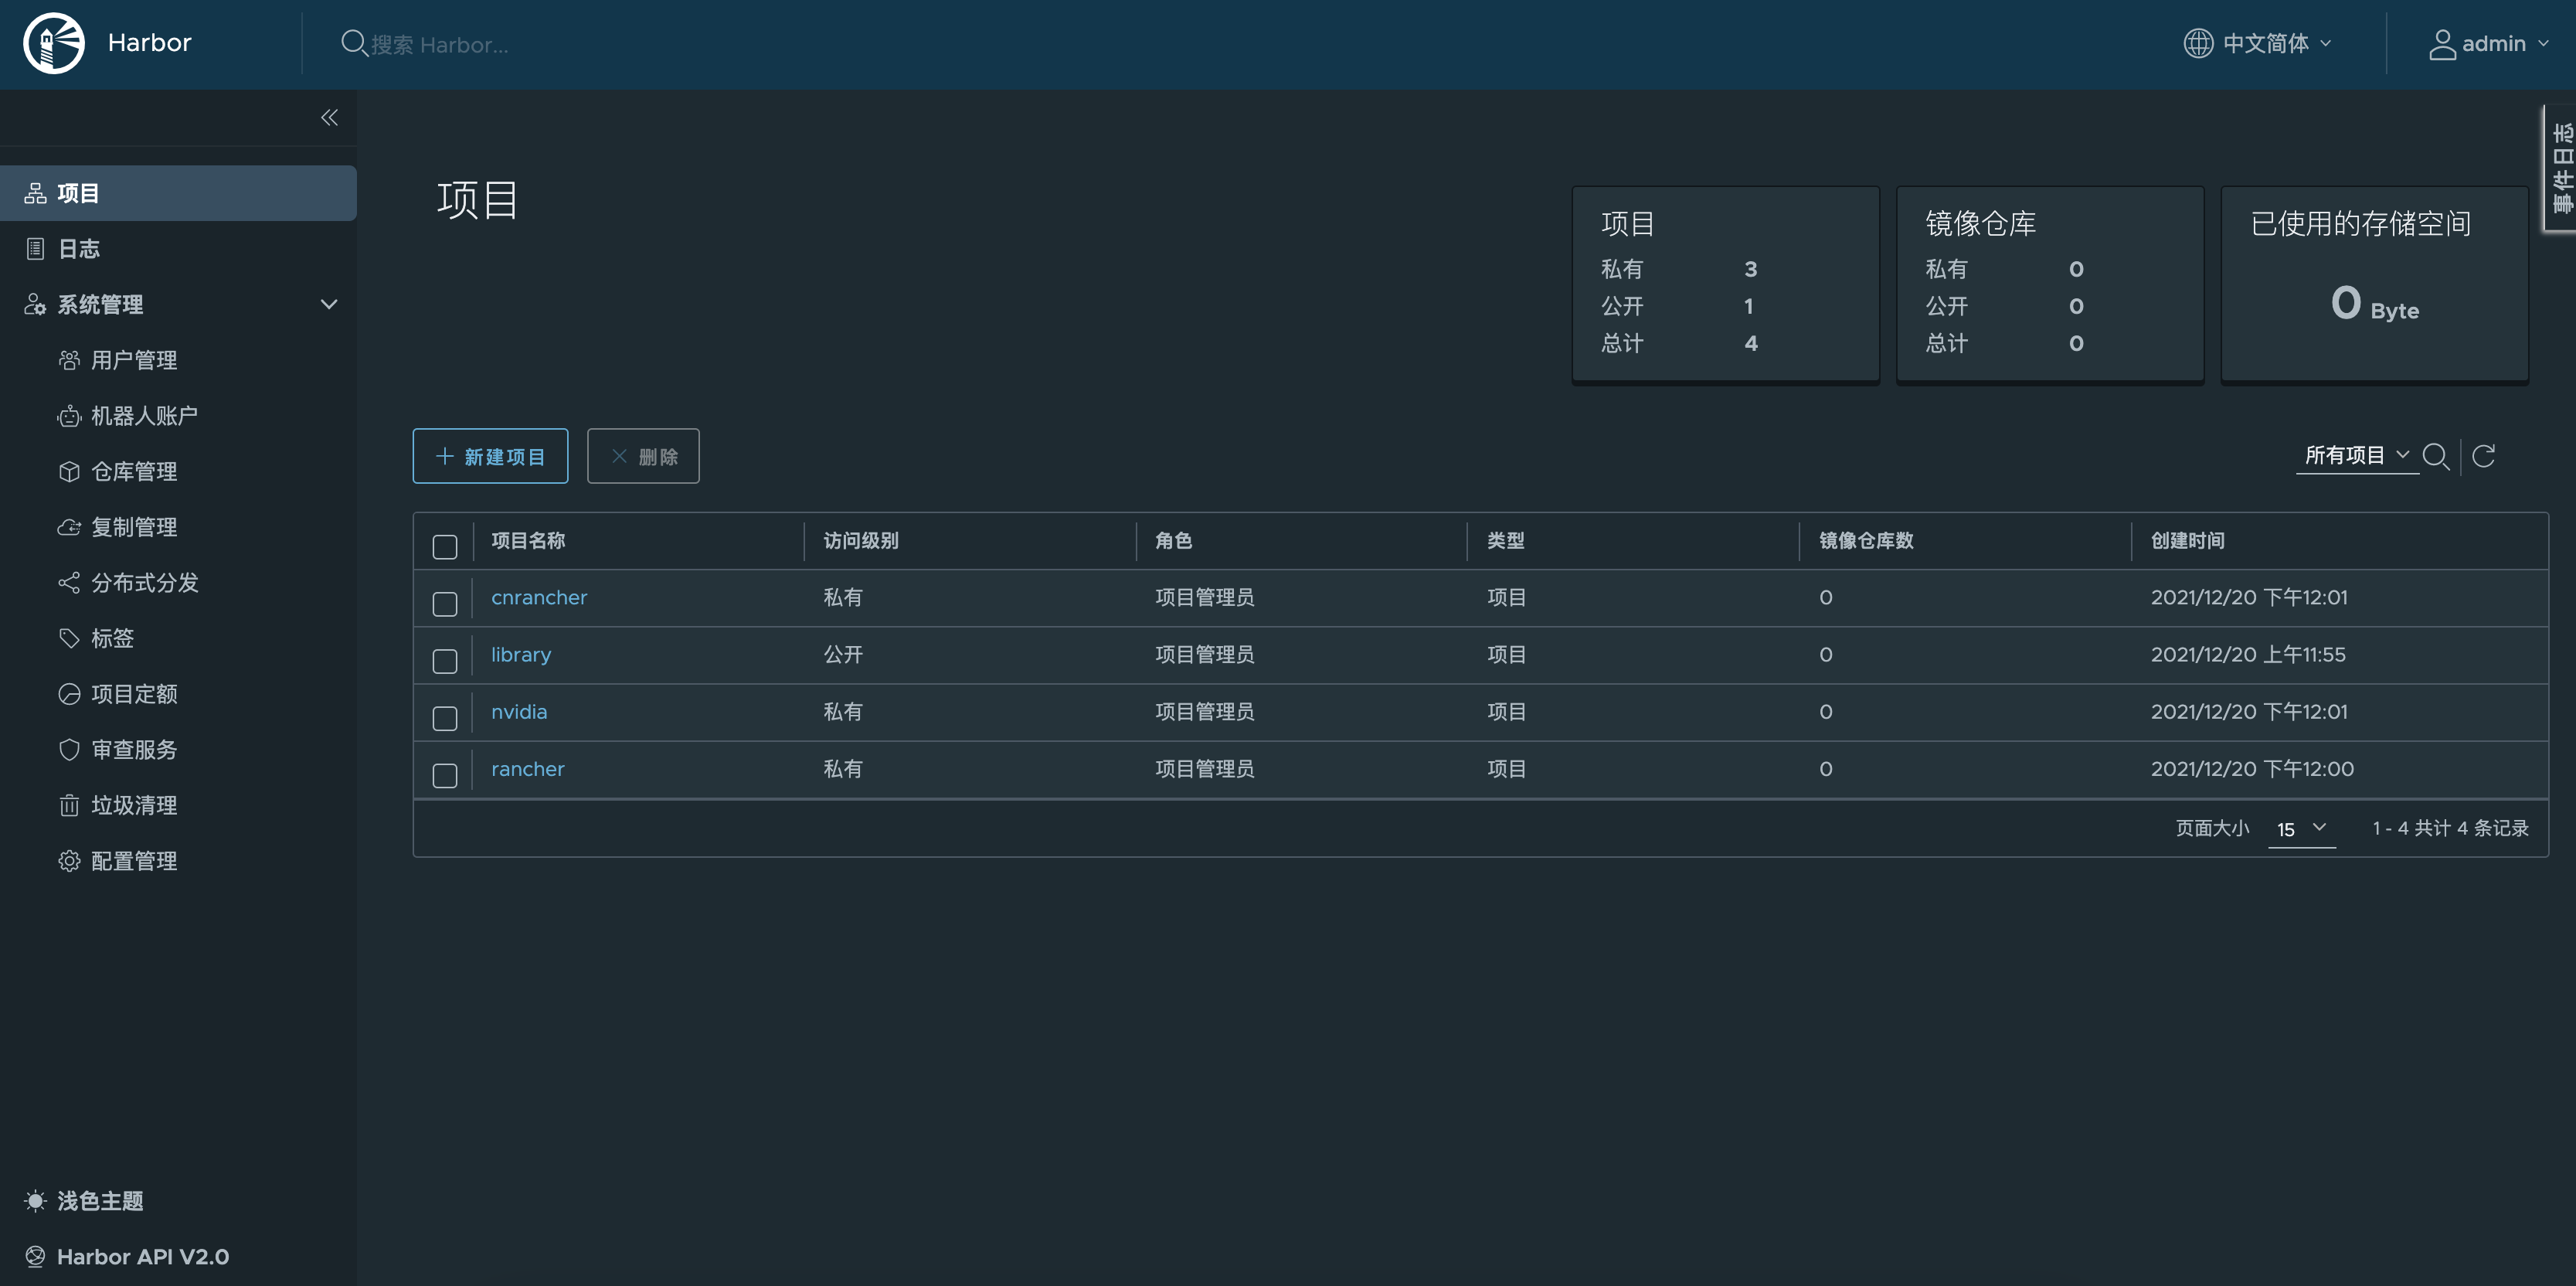 Harbor
搜索 Harbor...
中文简体
admin
事件日志
项目
日志
系统管理
用户管理
机器人账户
仓库管理
复制管理
分布式分发
标签
项目定额
审查服务
垃圾清理
配置管理
浅色主题
Harbor API V2.0
项目
项目
私有 3
公开 1
总计 4
镜像仓库
私有 0
公开 0
总计 0
已使用的存储空间
0 Byte
新建项目
删除
所有项目
项目名称 访问级别 角色 类型 镜像仓库数 创建时间
cnrancher 私有 项目管理员 项目 0 2021/12/20 下午12:01
library 公开 项目管理员 项目 0 2021/12/20 上午11:55
nvidia 私有 项目管理员 项目 0 2021/12/20 下午12:01
rancher 私有 项目管理员 项目 0 2021/12/20 下午12:00
页面大小 15 1 - 4 共计 4 条记录